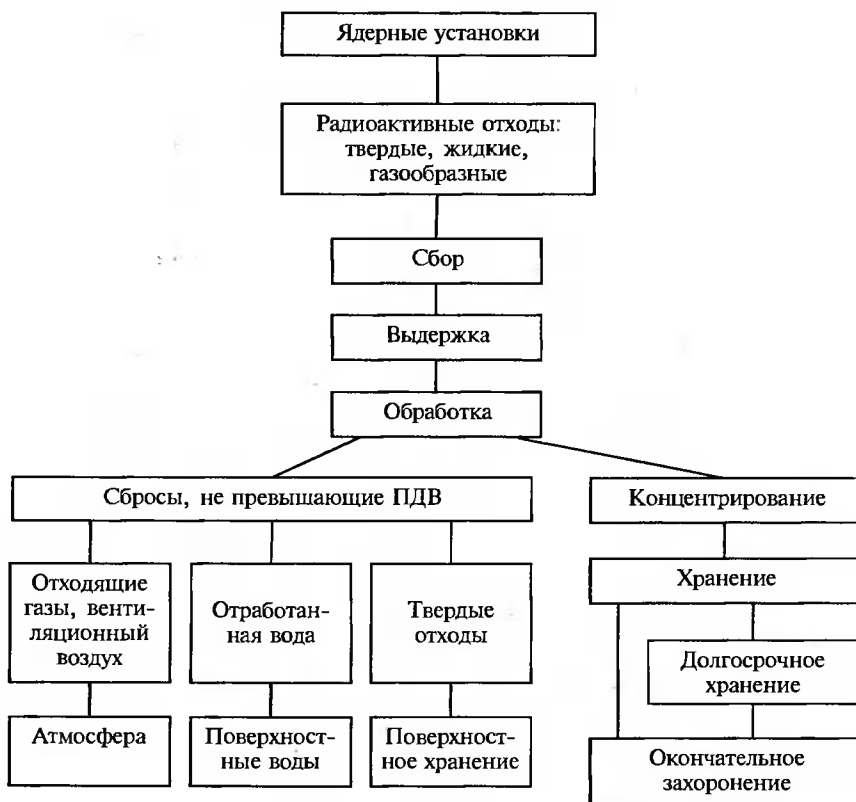 Ядерные установки
Радиоактивные отходы:
твердые, жидкие,
газообразные
Сбор
Выдержка
Обработка
Сбросы, не превышающие ПДВ
Концентрирование
Отходящие
газы, венти-
ляционный
воздух
Отработан-
ная вода
Твердые
отходы
Хранение
Долгосрочное
хранение
Атмосфера
Поверхност-
ные воды
Поверхност-
ное хранение
Окончательное
захоронение